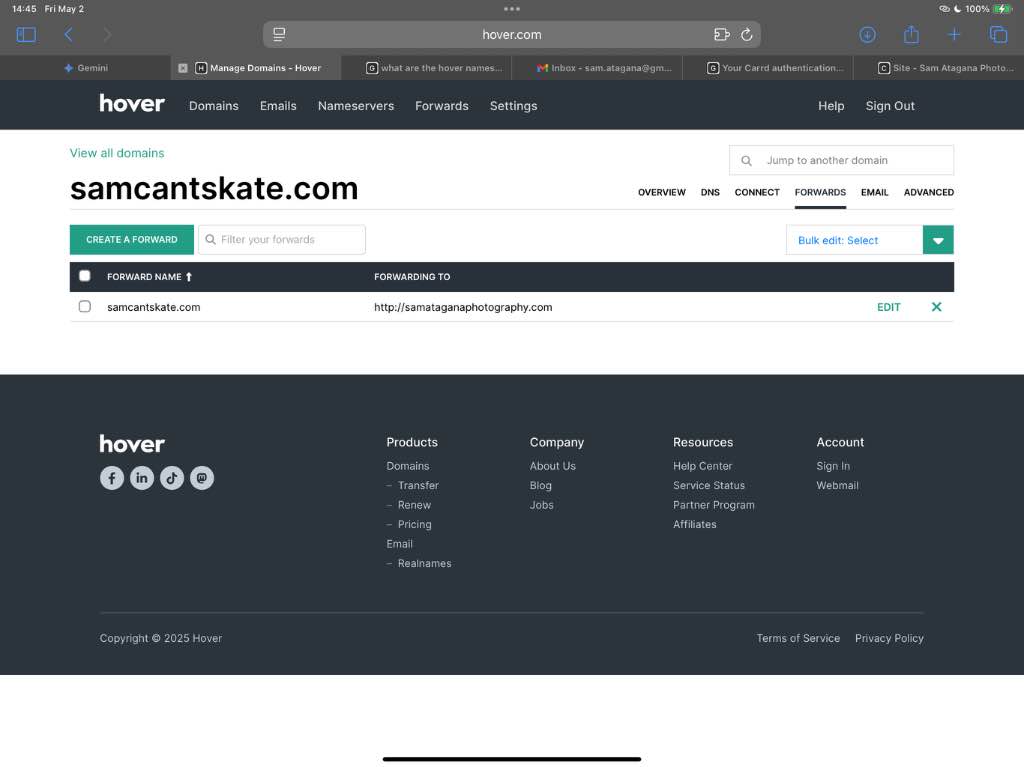 14:45 Fri May 2
100%
hover.com
Gemini
Manage Domains - Hover
what are the hover names...
Inbox - sam.atagana@gm...
Your Carrd authentication...
Site - Sam Atagana Photo...
hover Domains Emails Nameservers Forwards Settings Help Sign Out
View all domains
Jump to another domain
samcantskate.com
OVERVIEW DNS CONNECT FORWARDS EMAIL ADVANCED
CREATE A FORWARD
Filter your forwards
Bulk edit: Select
FORWARD NAME FORWARDING TO
samcantskate.com http://samataganaphotography.com EDIT
hover
Products
Domains
– Transfer
– Renew
– Pricing
Email
– Realnames
Company
About Us
Blog
Jobs
Resources
Help Center
Service Status
Partner Program
Affiliates
Account
Sign In
Webmail
Copyright © 2025 Hover
Terms of Service Privacy Policy